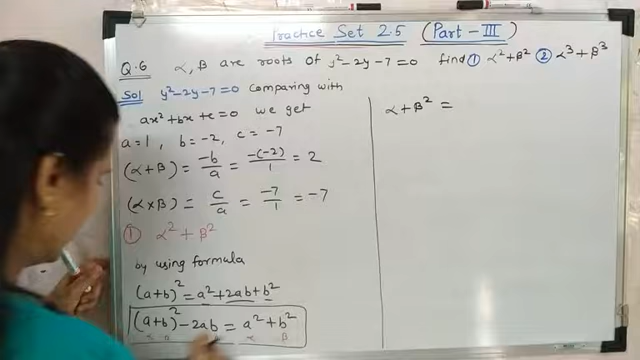 Practice Set 2.5 (Part - III)
Q.6 α, β are roots of y²-2y-7=0 find ① α²+β² ② α³+β³
Sol y²-2y-7=0 comparing with
ax²+bx+c=0 we get
a=1, b=-2, c=-7
(α+β) = -b/a = -(-2)/1 = 2
(α×β) = c/a = -7/1 = -7
① α²+β²
by using formula
(a+b)² = a²+2ab+b²
(a+b)²-2ab = a²+b²
α β
α+β² =